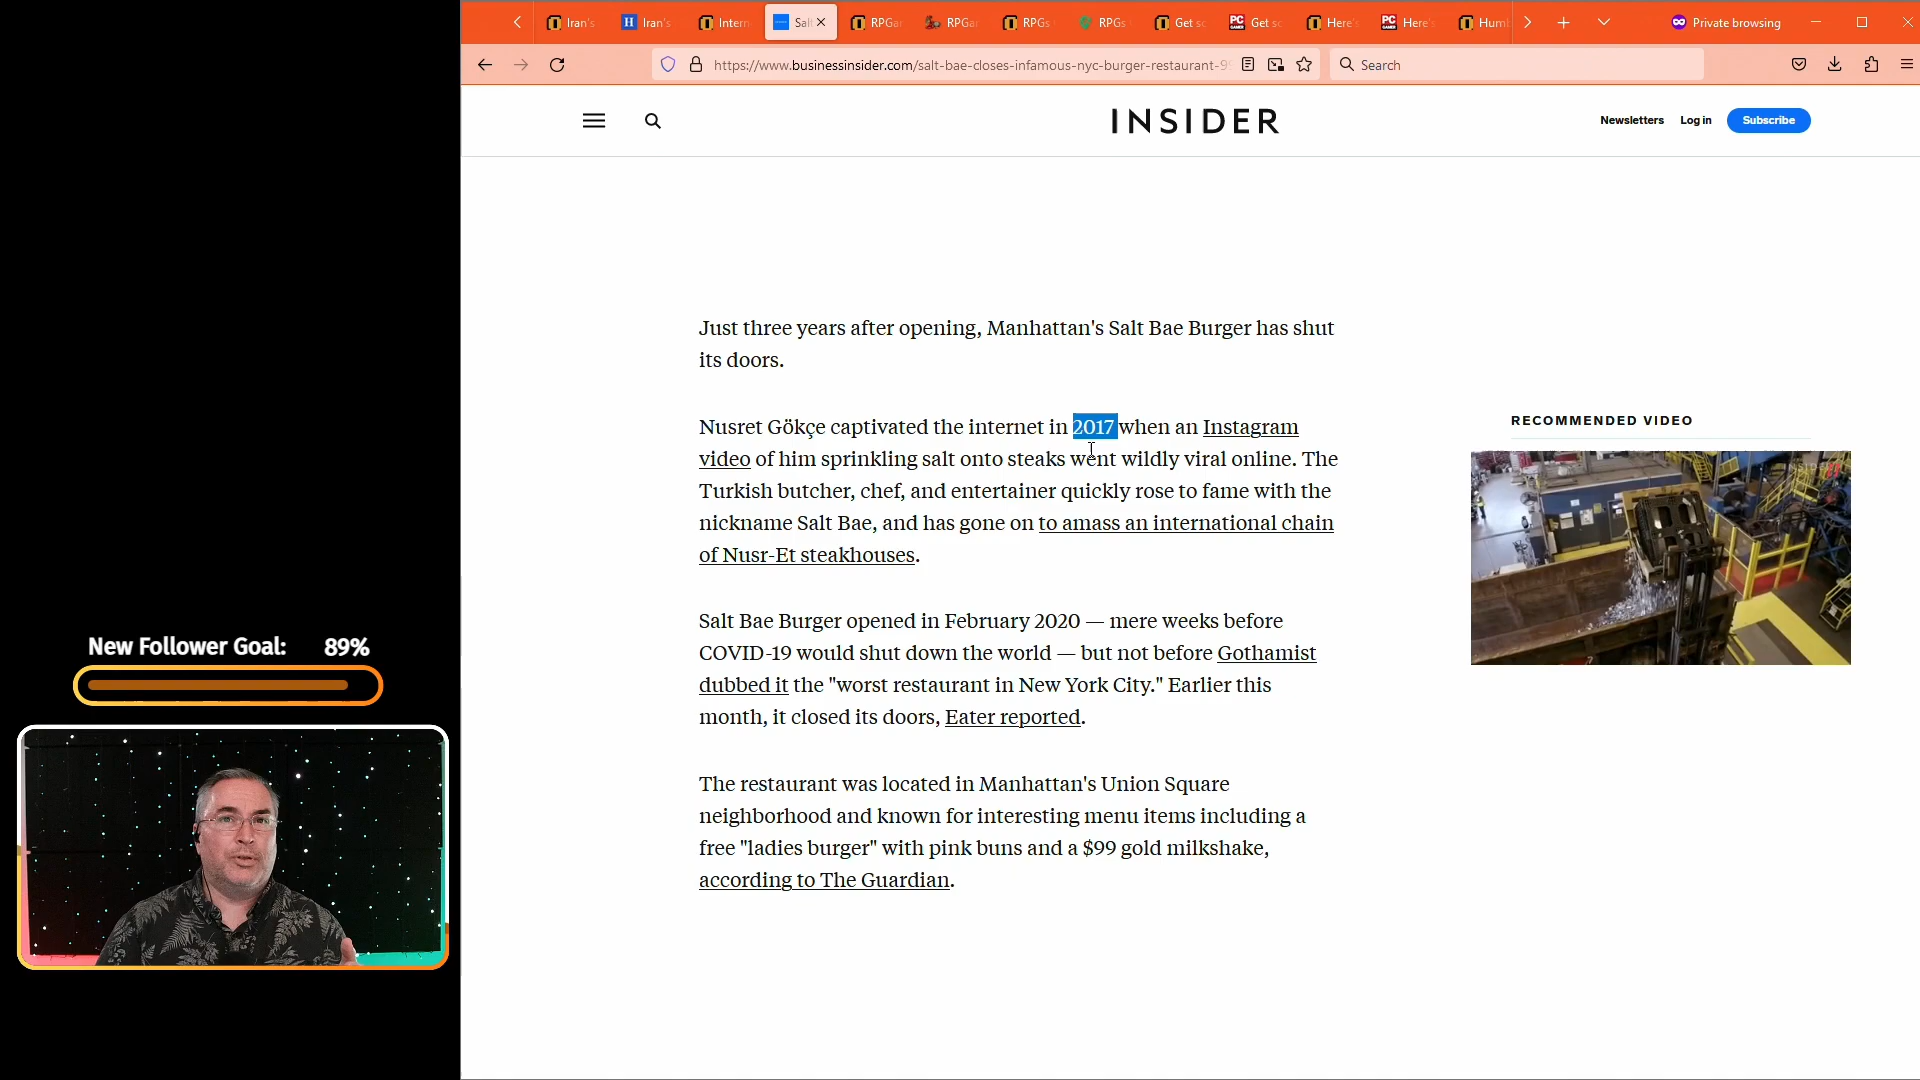 Iran's
Iran's
Intern
Salt
RPGar
RPGar
RPGs
RPGs
Get so
Get so
Here'
Here'
Humb
Private browsing
https://www.businessinsider.com/salt-bae-closes-infamous-nyc-burger-restaurant-9
Search
INSIDER
Newsletters
Log in
Subscribe
Just three years after opening, Manhattan's Salt Bae Burger has shut
its doors.
Nusret Gökçe captivated the internet in 2017 when an Instagram
video of him sprinkling salt onto steaks went wildly viral online. The
Turkish butcher, chef, and entertainer quickly rose to fame with the
nickname Salt Bae, and has gone on to amass an international chain
of Nusr-Et steakhouses.
Salt Bae Burger opened in February 2020 — mere weeks before
COVID-19 would shut down the world — but not before Gothamist
dubbed it the "worst restaurant in New York City." Earlier this
month, it closed its doors, Eater reported.
The restaurant was located in Manhattan's Union Square
neighborhood and known for interesting menu items including a
free "ladies burger" with pink buns and a $99 gold milkshake,
according to The Guardian.
RECOMMENDED VIDEO
INSIDER
New Follower Goal: 89%